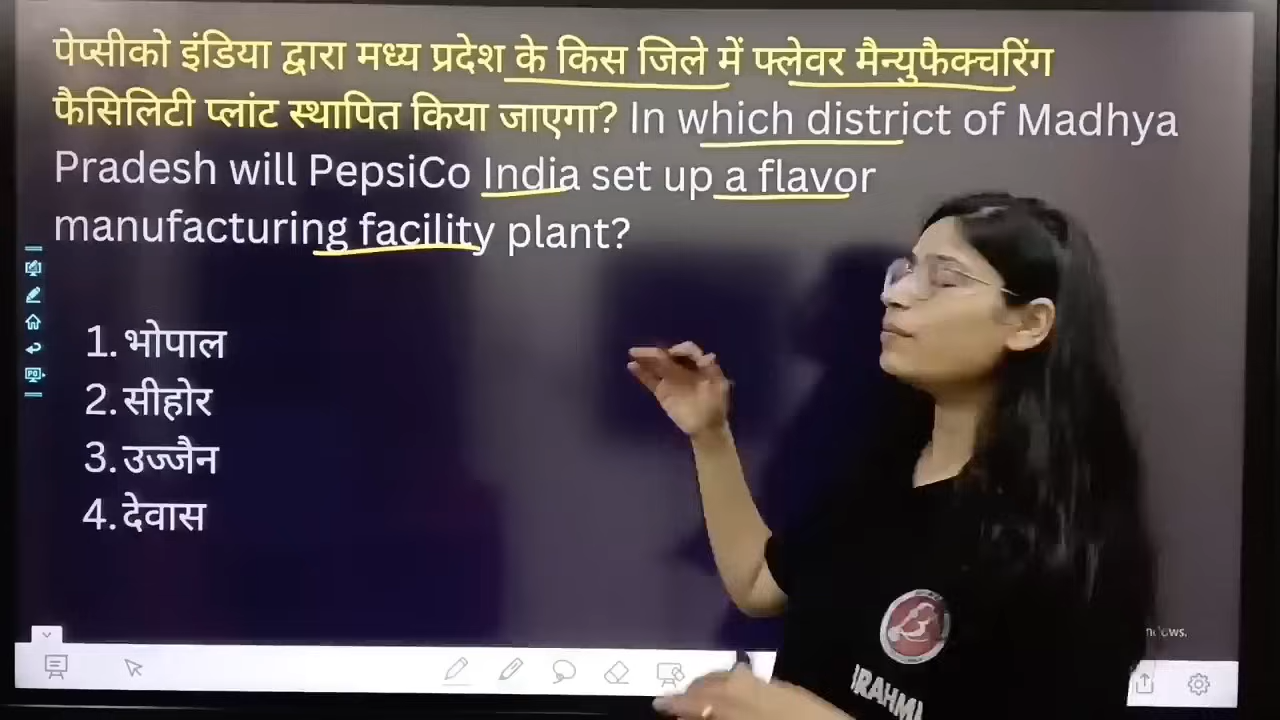 पेप्सीको इंडिया द्वारा मध्य प्रदेश के किस जिले में फ्लेवर मैन्युफैक्चरिंग
फैसिलिटी प्लांट स्थापित किया जाएगा? In which district of Madhya
Pradesh will PepsiCo India set up a flavor
manufacturing facility plant?
1. भोपाल
2. सीहोर
3. उज्जैन
4. देवास